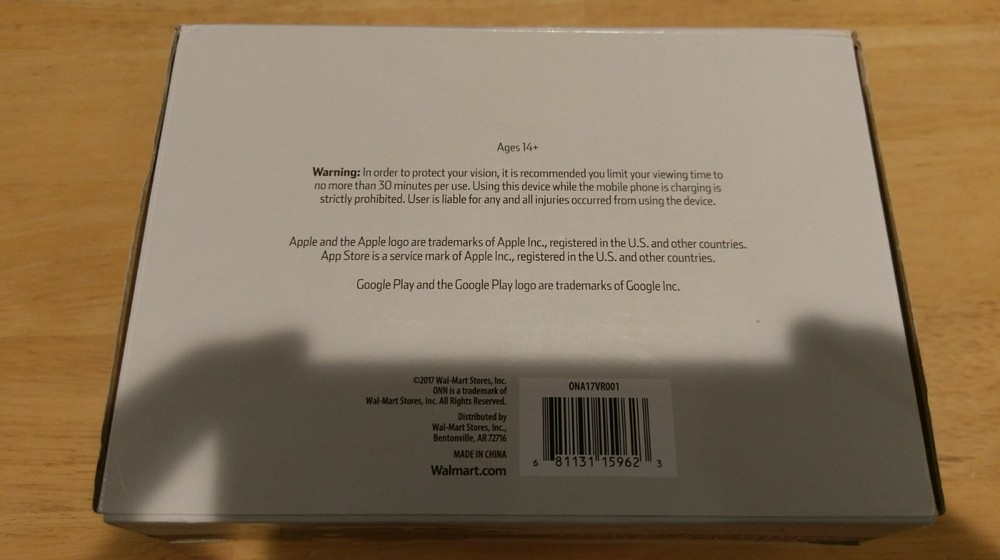 Ages 14+
Warning: In order to protect your vision, it is recommended you limit your viewing time to
no more than 30 minutes per use. Using this device while the mobile phone is charging is
strictly prohibited. User is liable for any and all injuries occurred from using the device.
Apple and the Apple logo are trademarks of Apple Inc., registered in the U.S. and other countries.
App Store is a service mark of Apple Inc., registered in the U.S. and other countries.
Google Play and the Google Play logo are trademarks of Google Inc.
©2017 Wal-Mart Stores, Inc.
ONN is a trademark of
Wal-Mart Stores, Inc. All Rights Reserved.
Distributed by
Wal-Mart Stores, Inc.,
Bentonville, AR 72716
MADE IN CHINA
Walmart.com
ONA17VR001
6 81131 15962 3